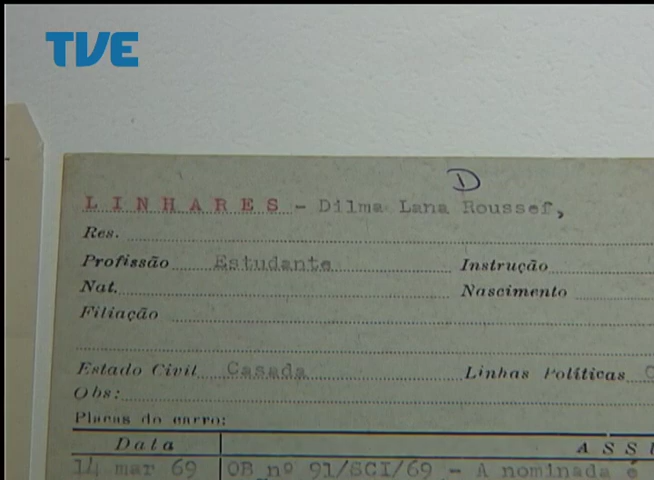 TVE
D
LINHARES - Dilma Lana Roussef,
Res.
Profissão Estudante Instrução
Nat. Nascimento
Filiação
Estado Civil Casada Linhas Políticas
Obs:
Placas do carro:
Data ASSU
14 mar 69 OB nº 91/SCI/69 - A nominada é